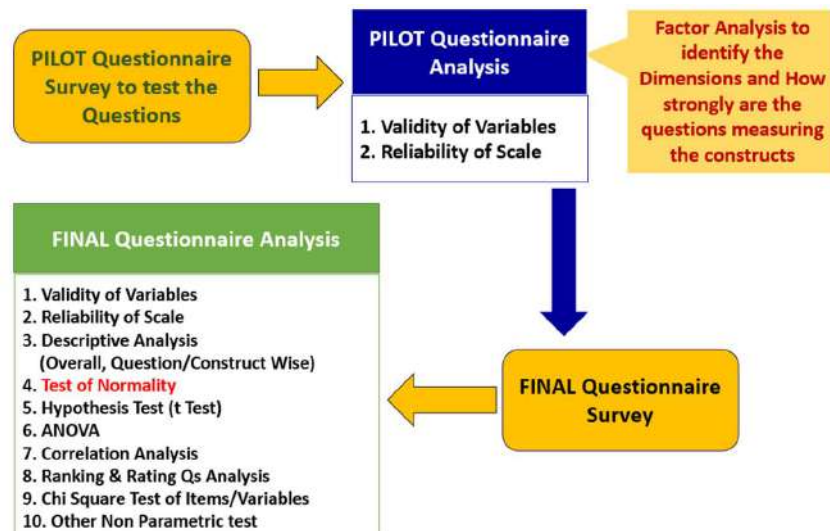 PILOT Questionnaire
Survey to test the
Questions
PILOT Questionnaire
Analysis
1. Validity of Variables
2. Reliability of Scale
Factor Analysis to
identify the
Dimensions and How
strongly are the
questions measuring
the constructs
FINAL Questionnaire Analysis
1. Validity of Variables
2. Reliability of Scale
3. Descriptive Analysis
(Overall, Question/Construct Wise)
4. Test of Normality
5. Hypothesis Test (t Test)
6. ANOVA
7. Correlation Analysis
8. Ranking & Rating Qs Analysis
9. Chi Square Test of Items/Variables
10. Other Non Parametric test
FINAL Questionnaire
Survey